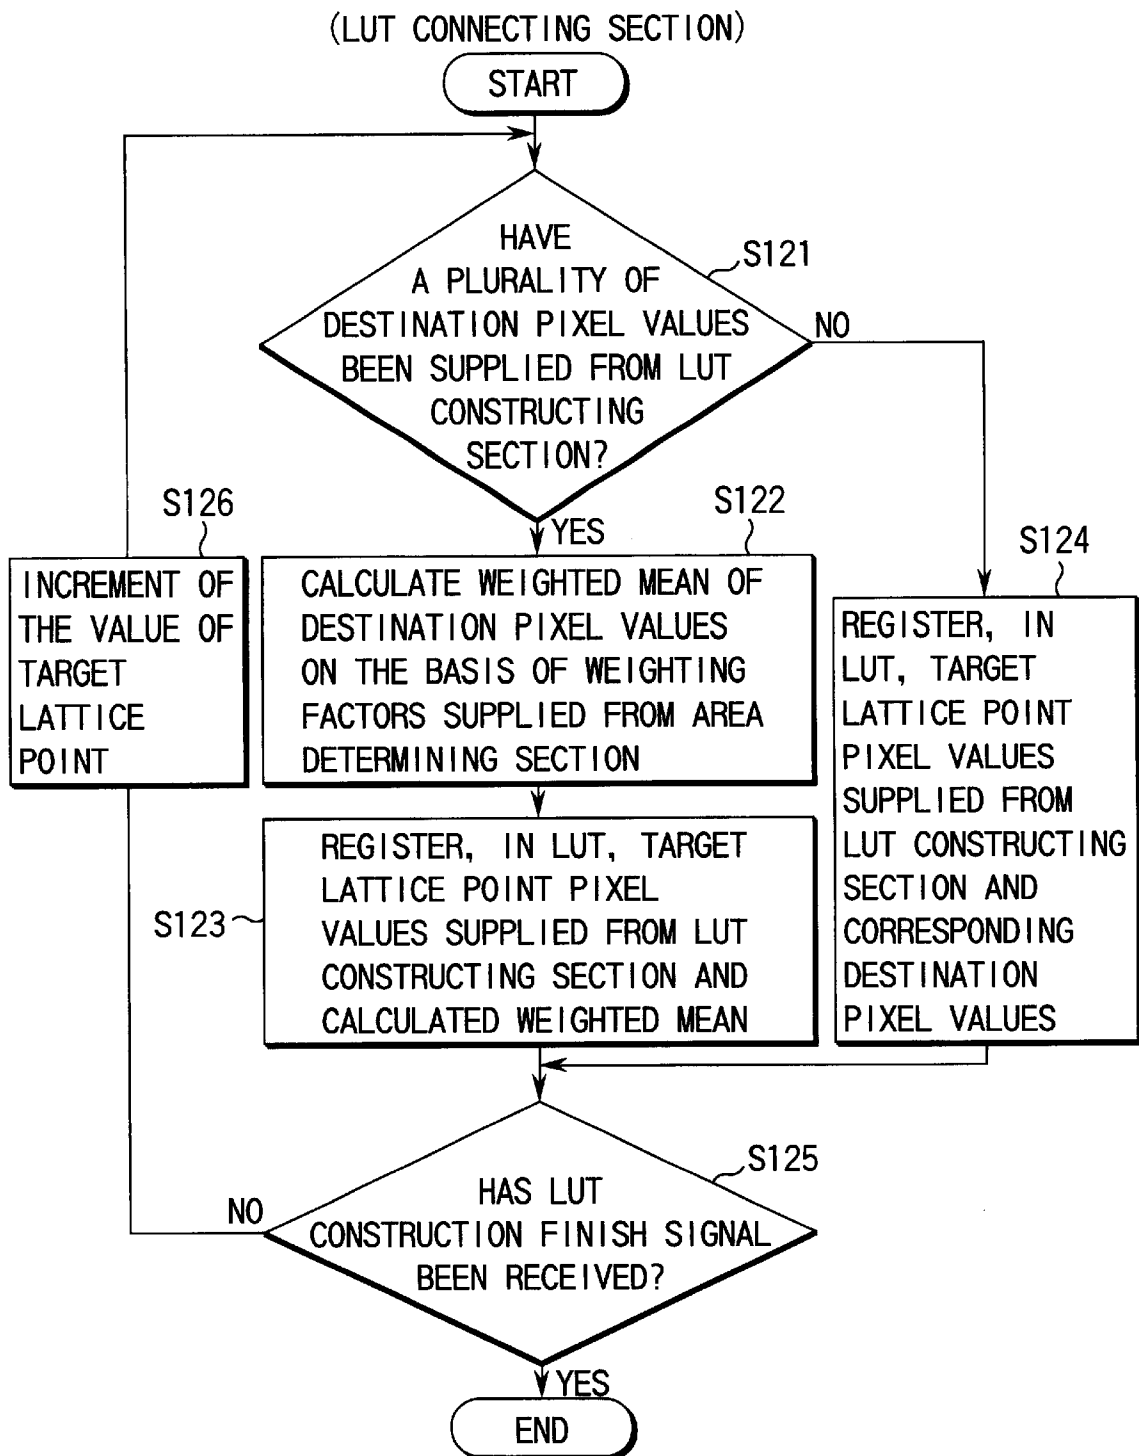 (LUT CONNECTING SECTION)
START
HAVE
A PLURALITY OF
DESTINATION PIXEL VALUES
BEEN SUPPLIED FROM LUT
CONSTRUCTING
SECTION?
S121
NO
YES
S126
INCREMENT OF
THE VALUE OF
TARGET
LATTICE
POINT
S122
CALCULATE WEIGHTED MEAN OF
DESTINATION PIXEL VALUES
ON THE BASIS OF WEIGHTING
FACTORS SUPPLIED FROM AREA
DETERMINING SECTION
S124
REGISTER, IN
LUT, TARGET
LATTICE POINT
PIXEL VALUES
SUPPLIED FROM
LUT CONSTRUCTING
SECTION AND
CORRESPONDING
DESTINATION
PIXEL VALUES
S123
REGISTER, IN LUT, TARGET
LATTICE POINT PIXEL
VALUES SUPPLIED FROM LUT
CONSTRUCTING SECTION AND
CALCULATED WEIGHTED MEAN
S125
NO
HAS LUT
CONSTRUCTION FINISH SIGNAL
BEEN RECEIVED?
YES
END